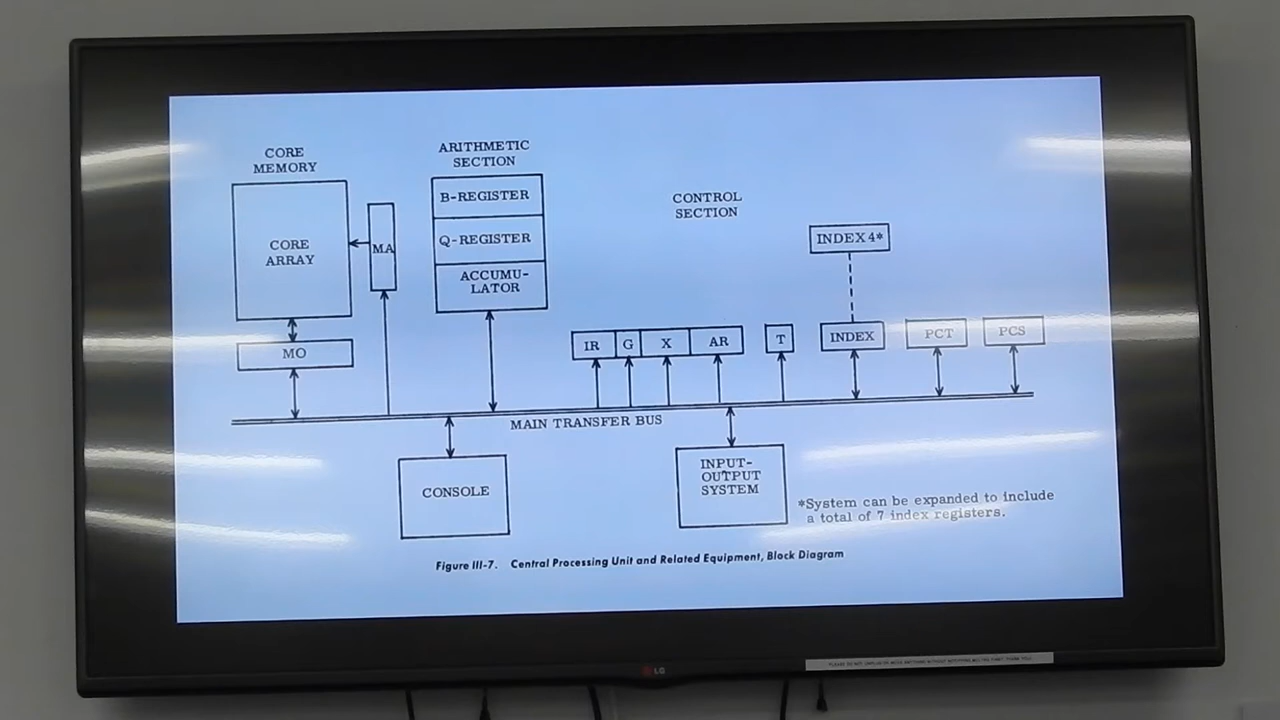 CORE
MEMORY
ARITHMETIC
SECTION
CONTROL
SECTION
B-REGISTER
Q-REGISTER
ACCUMU-
LATOR
CORE
ARRAY
MA
MO
INDEX 4*
IR
G
X
AR
T
INDEX
PCT
PCS
MAIN TRANSFER BUS
CONSOLE
INPUT-
OUTPUT
SYSTEM
*System can be expanded to include
a total of 7 index registers.
Figure III-7. Central Processing Unit and Related Equipment, Block Diagram
LG